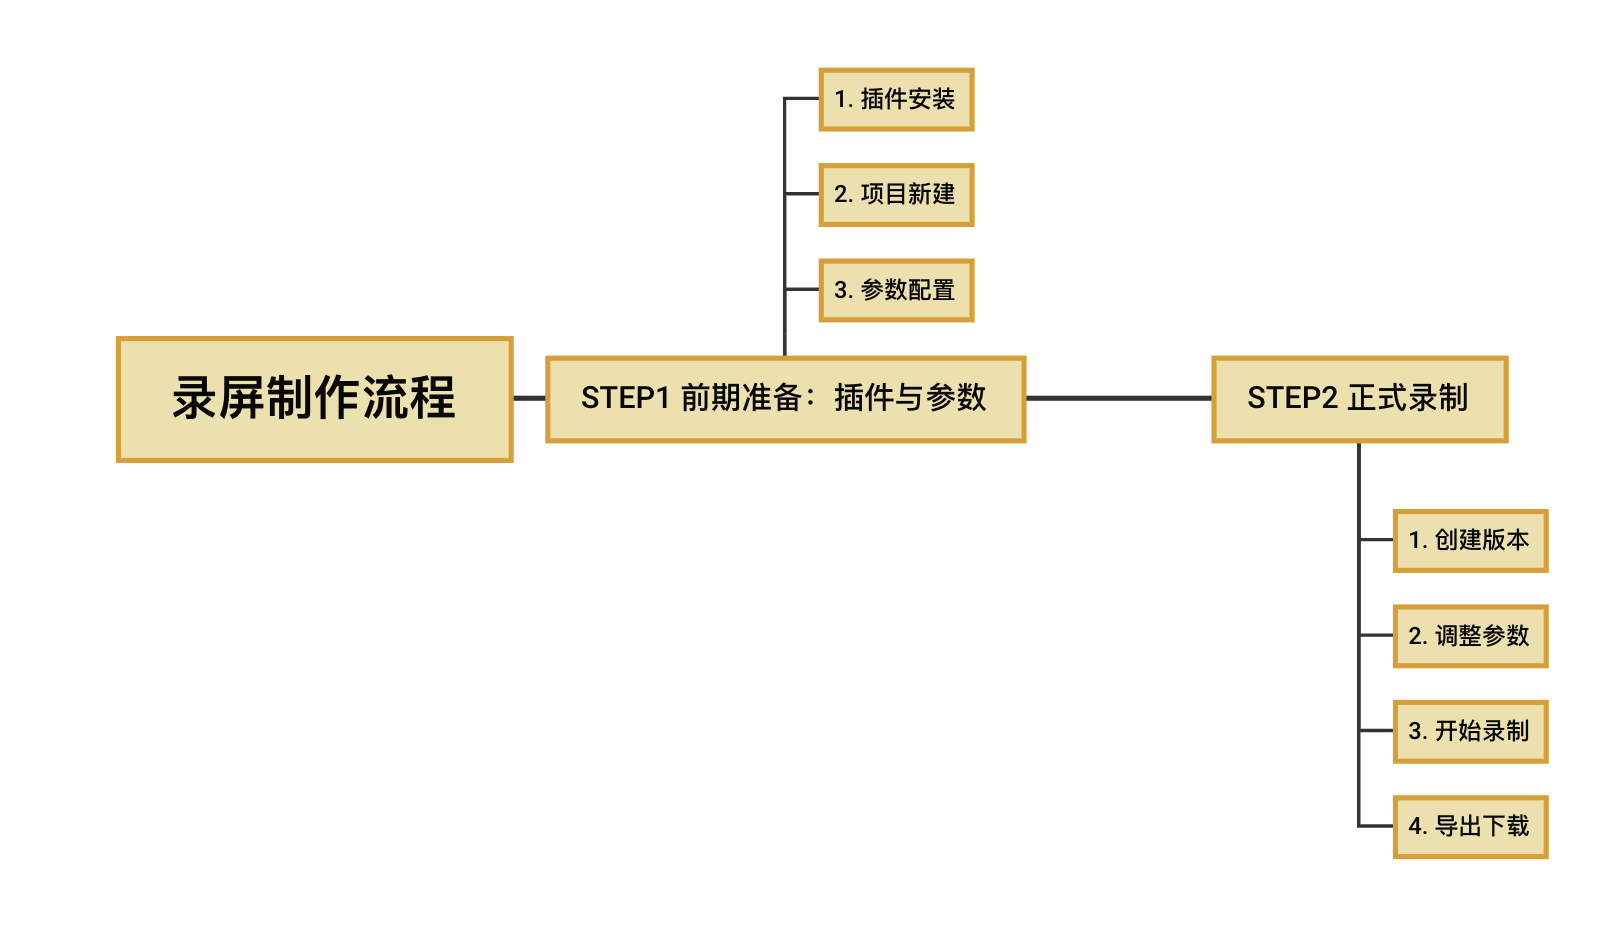 录屏制作流程
STEP1 前期准备：插件与参数
1. 插件安装
2. 项目新建
3. 参数配置
STEP2 正式录制
1. 创建版本
2. 调整参数
3. 开始录制
4. 导出下载